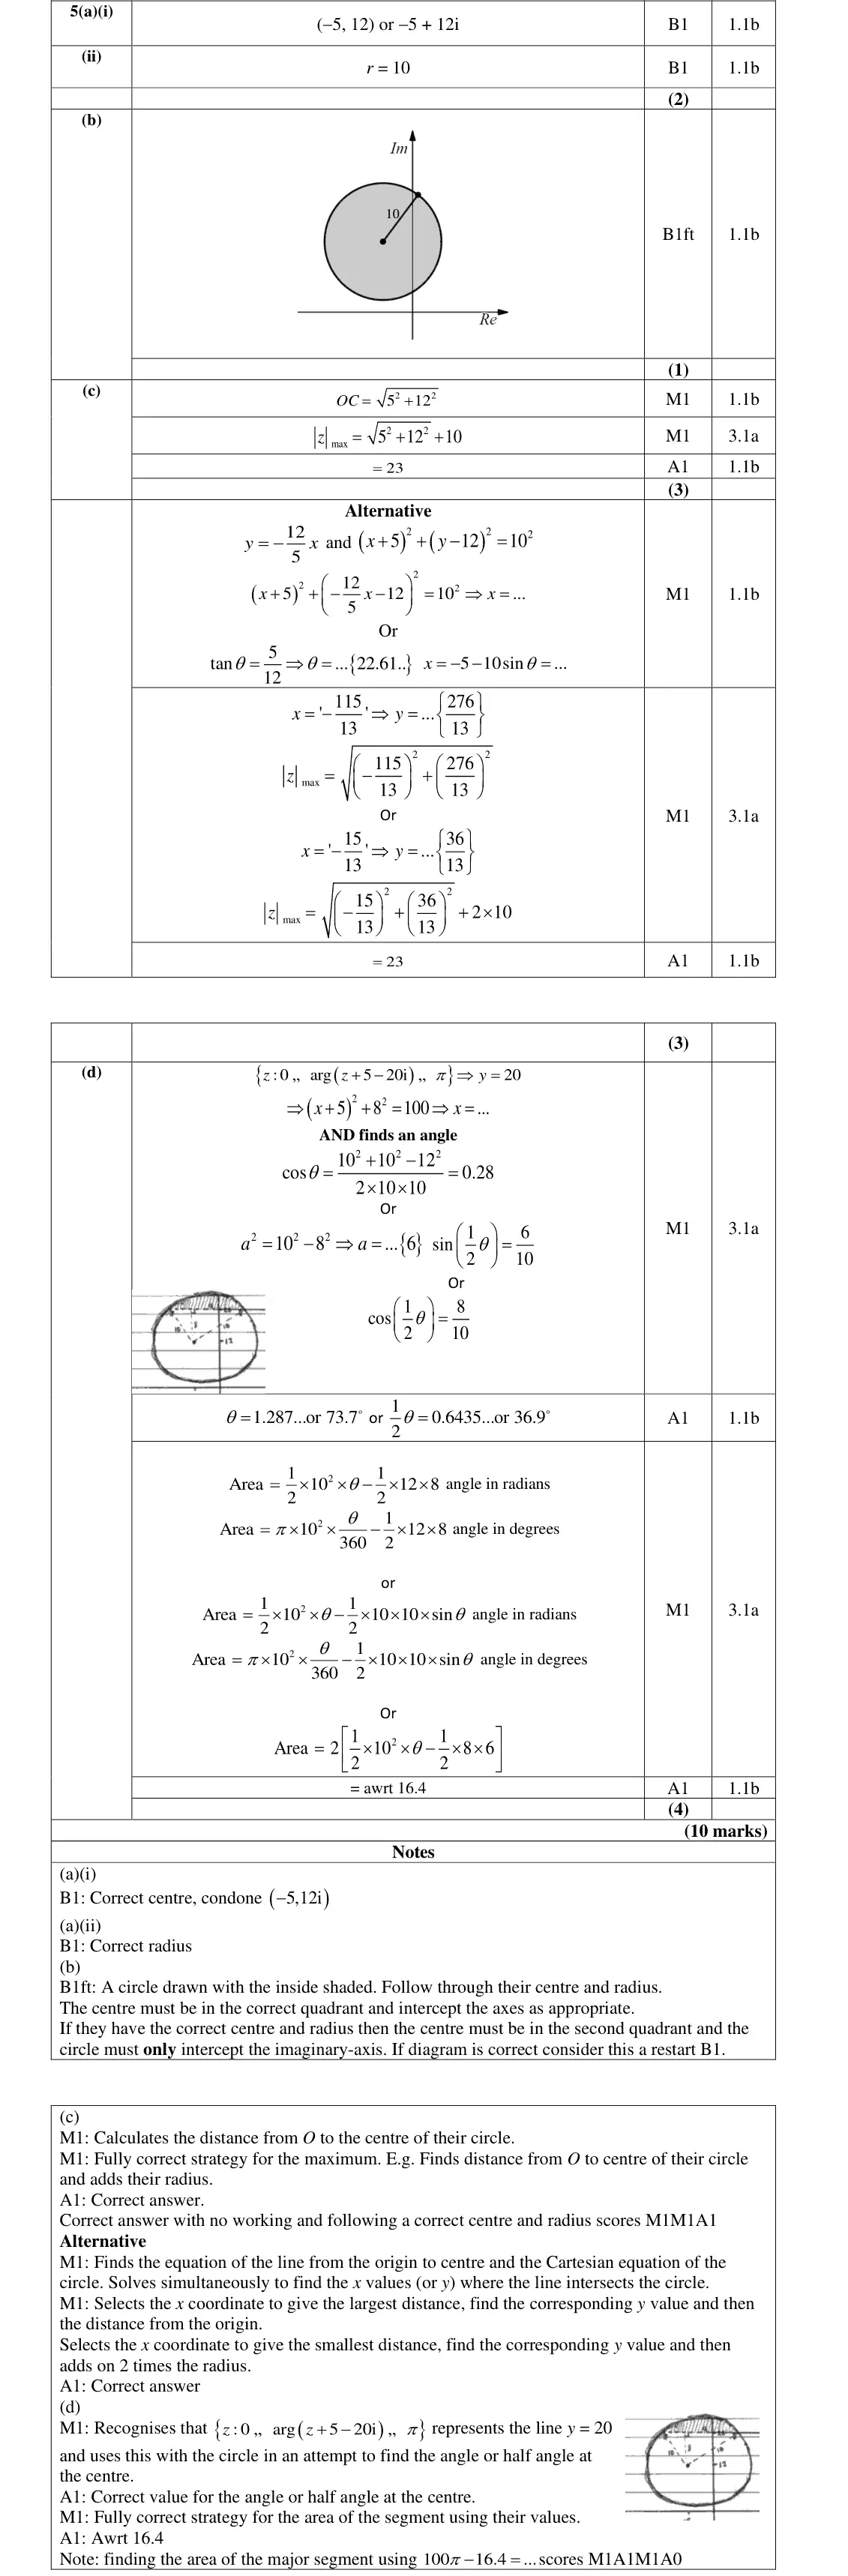 5(a)(i) (−5, 12) or –5 + 12i B1 1.1b
(ii) r = 10 B1 1.1b
(2)
(b) B1ft 1.1b
Im
10
Re
(1)
(c) OC = √(5² + 12²) M1 1.1b
|z| max = √(5² + 12²) + 10 M1 3.1a
= 23 A1 1.1b
(3)
Alternative
y = −12/5 x and (x + 5)² + (y − 12)² = 10²
(x + 5)² + (−12/5 x − 12)² = 10² ⇒ x = ... M1 1.1b
Or
tan θ = 5/12 ⇒ θ = ...{22.61..} x = −5 − 10 sin θ = ...
x = '−115/13' ⇒ y = ...{276/13}
|z| max = √((−115/13)² + (276/13)²)
Or M1 3.1a
x = '−15/13' ⇒ y = ...{36/13}
|z| max = √((−15/13)² + (36/13)²) + 2×10
= 23 A1 1.1b
(3)
(d) {z : 0 ,, arg(z + 5 − 20i) ,, π} ⇒ y = 20
⇒ (x + 5)² + 8² = 100 ⇒ x = ...
AND finds an angle
cos θ = (10² + 10² − 12²)/(2×10×10) = 0.28
Or
a² = 10² − 8² ⇒ a = ...{6} sin(1/2 θ) = 6/10 M1 3.1a
Or
cos(1/2 θ) = 8/10
10
8
10
12
θ = 1.287...or 73.7° or 1/2 θ = 0.6435...or 36.9° A1 1.1b
Area = 1/2 ×10² ×θ − 1/2 ×12×8 angle in radians
Area = π×10² × θ/360 − 1/2 ×12×8 angle in degrees
or
Area = 1/2 ×10² ×θ − 1/2 ×10×10×sin θ angle in radians M1 3.1a
Area = π×10² × θ/360 − 1/2 ×10×10×sin θ angle in degrees
Or
Area = 2[1/2 ×10² ×θ − 1/2 ×8×6]
= awrt 16.4 A1 1.1b
(4)
(10 marks)
Notes
(a)(i)
B1: Correct centre, condone (−5,12i)
(a)(ii)
B1: Correct radius
(b)
B1ft: A circle drawn with the inside shaded. Follow through their centre and radius.
The centre must be in the correct quadrant and intercept the axes as appropriate.
If they have the correct centre and radius then the centre must be in the second quadrant and the
circle must only intercept the imaginary-axis. If diagram is correct consider this a restart B1.
(c)
M1: Calculates the distance from O to the centre of their circle.
M1: Fully correct strategy for the maximum. E.g. Finds distance from O to centre of their circle
and adds their radius.
A1: Correct answer.
Correct answer with no working and following a correct centre and radius scores M1M1A1
Alternative
M1: Finds the equation of the line from the origin to centre and the Cartesian equation of the
circle. Solves simultaneously to find the x values (or y) where the line intersects the circle.
M1: Selects the x coordinate to give the largest distance, find the corresponding y value and then
the distance from the origin.
Selects the x coordinate to give the smallest distance, find the corresponding y value and then
adds on 2 times the radius.
A1: Correct answer
(d)
M1: Recognises that {z : 0 ,, arg(z + 5 − 20i) ,, π} represents the line y = 20
and uses this with the circle in an attempt to find the angle or half angle at
the centre.
10
8
10
12
A1: Correct value for the angle or half angle at the centre.
M1: Fully correct strategy for the area of the segment using their values.
A1: Awrt 16.4
Note: finding the area of the major segment using 100π − 16.4 = ... scores M1A1M1A0